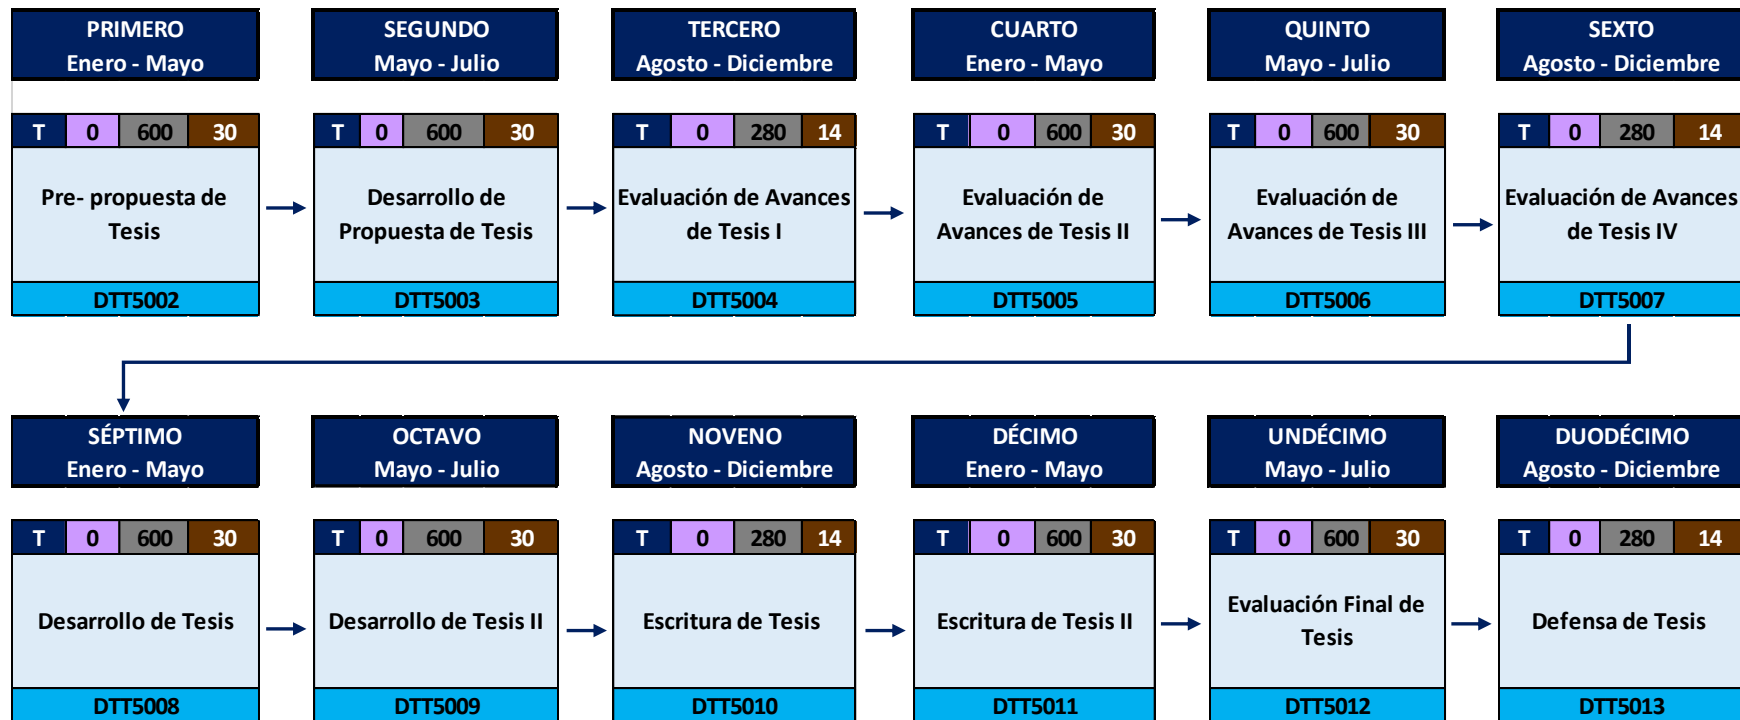 PRIMERO
Enero - Mayo
SEGUNDO
Mayo - Julio
TERCERO
Agosto - Diciembre
CUARTO
Enero - Mayo
QUINTO
Mayo - Julio
SEXTO
Agosto - Diciembre
T 0 600 30
Pre- propuesta de
Tesis
DTT5002
T 0 600 30
Desarrollo de
Propuesta de Tesis
DTT5003
T 0 280 14
Evaluación de Avances
de Tesis I
DTT5004
T 0 600 30
Evaluación de
Avances de Tesis II
DTT5005
T 0 600 30
Evaluación de
Avances de Tesis III
DTT5006
T 0 280 14
Evaluación de Avances
de Tesis IV
DTT5007
SÉPTIMO
Enero - Mayo
OCTAVO
Mayo - Julio
NOVENO
Agosto - Diciembre
DÉCIMO
Enero - Mayo
UNDÉCIMO
Mayo - Julio
DUODÉCIMO
Agosto - Diciembre
T 0 600 30
Desarrollo de Tesis
DTT5008
T 0 600 30
Desarrollo de Tesis II
DTT5009
T 0 280 14
Escritura de Tesis
DTT5010
T 0 600 30
Escritura de Tesis II
DTT5011
T 0 600 30
Evaluación Final de
Tesis
DTT5012
T 0 280 14
Defensa de Tesis
DTT5013